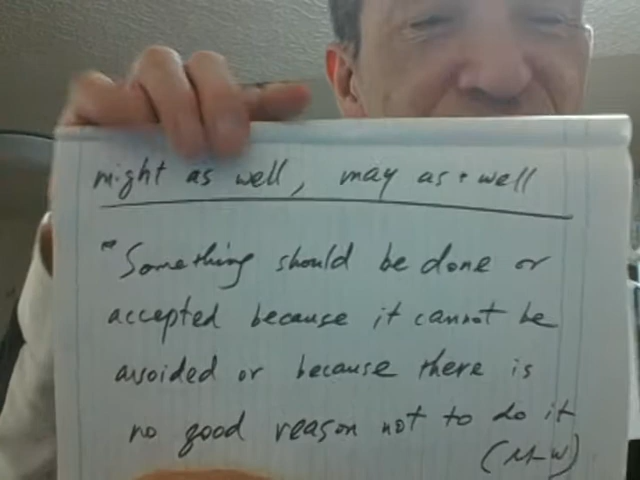 might as well, may as well
"Something should be done or
accepted because it cannot be
avoided or because there is
no good reason not to do it
(M-W)